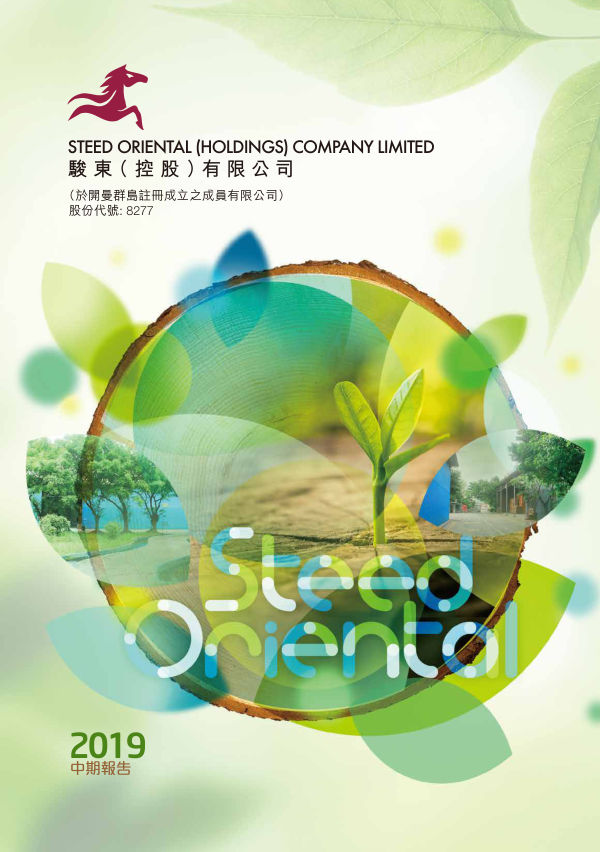 STEED ORIENTAL (HOLDINGS) COMPANY LIMITED
駿東（控股）有限公司
（於開曼群島註冊成立之成員有限公司）
股份代號: 8277
Steed
Oriental
2019
中期報告